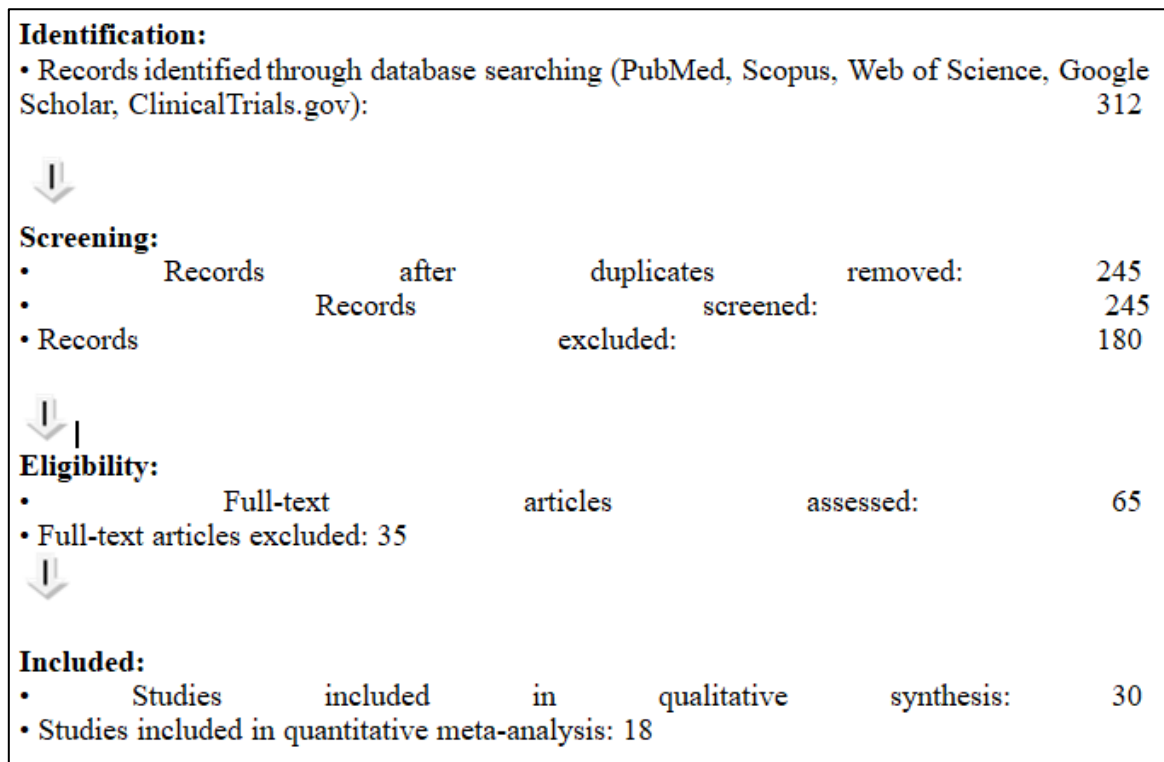 Identification:
• Records identified through database searching (PubMed, Scopus, Web of Science, Google
Scholar, ClinicalTrials.gov): 312
Screening:
• Records after duplicates removed: 245
• Records screened: 245
• Records excluded: 180
Eligibility:
• Full-text articles assessed: 65
• Full-text articles excluded: 35
Included:
• Studies included in qualitative synthesis: 30
• Studies included in quantitative meta-analysis: 18